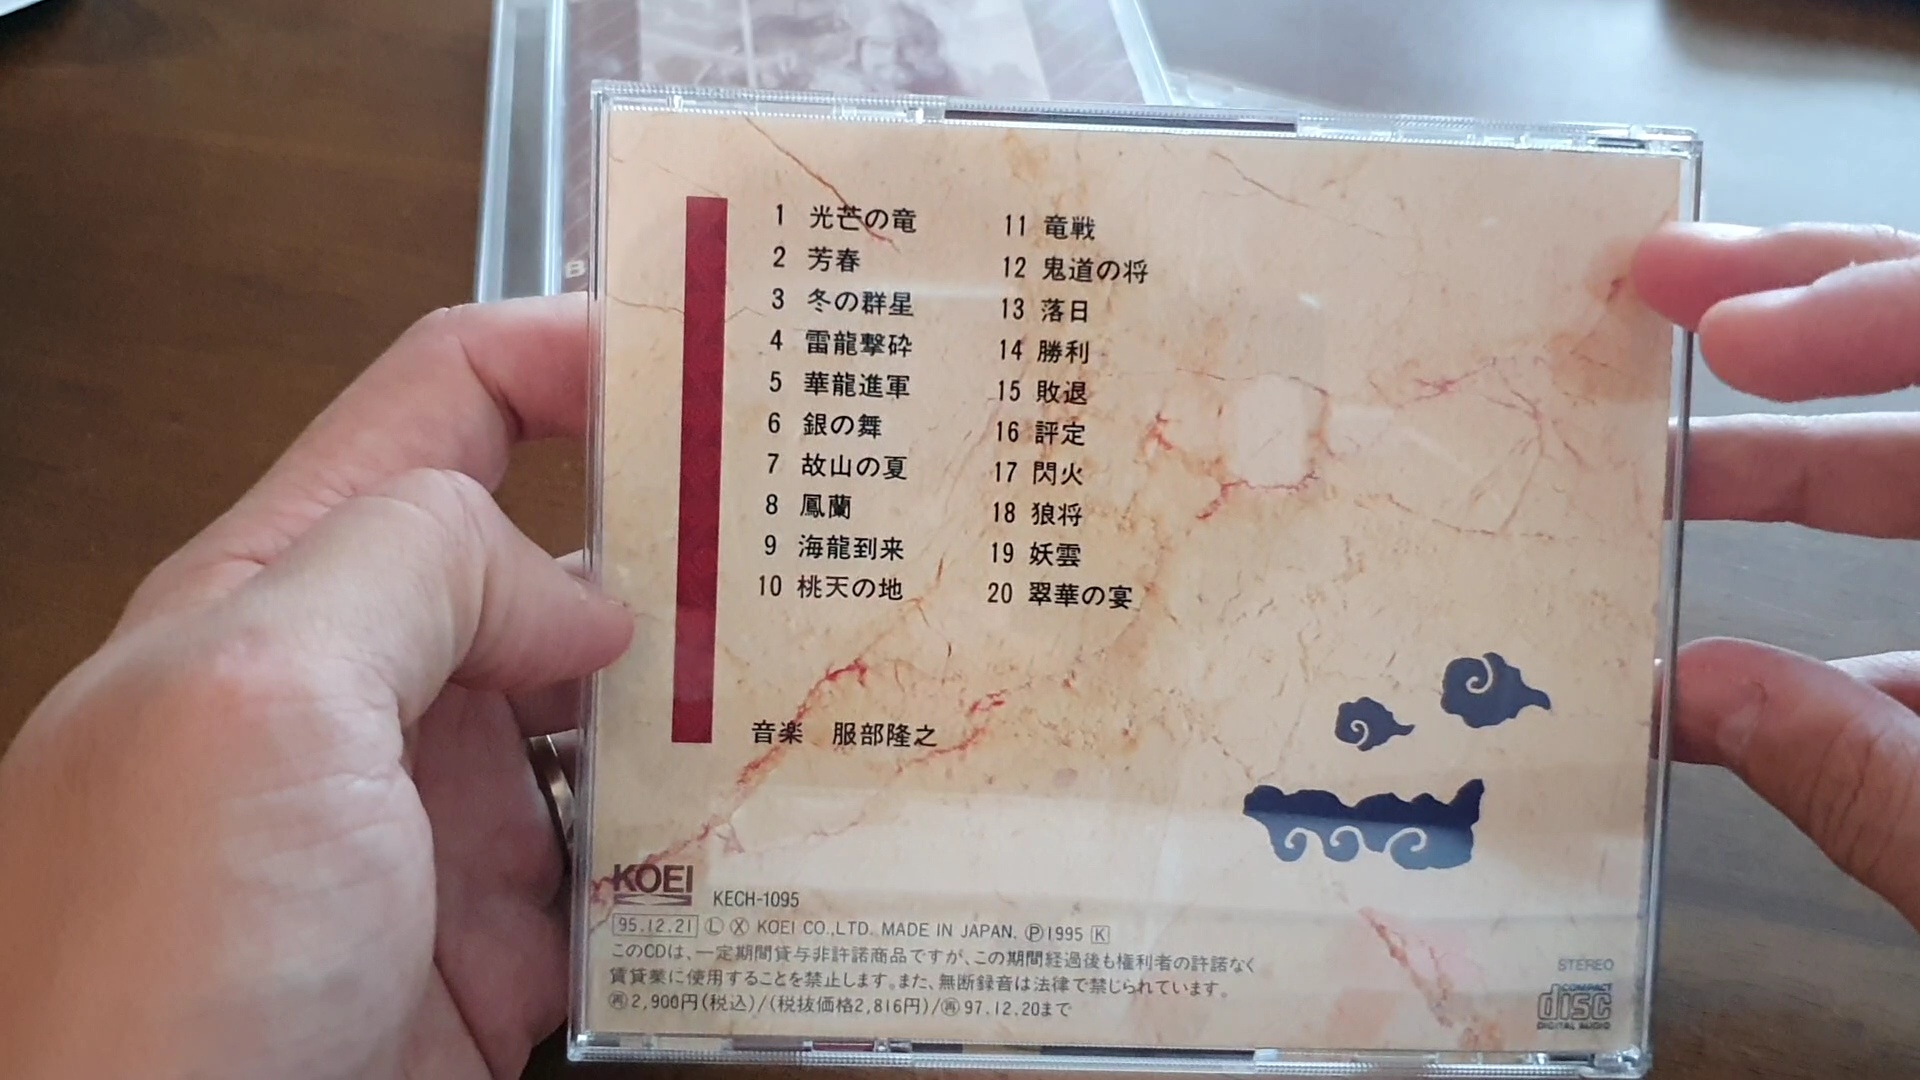 B
1 光芒の竜
2 芳春
3 冬の群星
4 雷龍撃砕
5 華龍進軍
6 銀の舞
7 故山の夏
8 鳳蘭
9 海龍到来
10 桃天の地
11 竜戦
12 鬼道の将
13 落日
14 勝利
15 敗退
16 評定
17 閃火
18 狼将
19 妖雲
20 翠華の宴
音楽 服部隆之
KOEI
KECH-1095
95.12.21 Ⓛ Ⓧ KOEI CO.,LTD. MADE IN JAPAN. Ⓟ1995 K
このCDは、一定期間貸与非許諾商品ですが、この期間経過後も権利者の許諾なく
賃貸業に使用することを禁止します。また、無断録音は法律で禁じられています。
再2,900円(税込)/(税抜価格2,816円)/再97.12.20まで
STEREO
COMPACT
disc
DIGITAL AUDIO